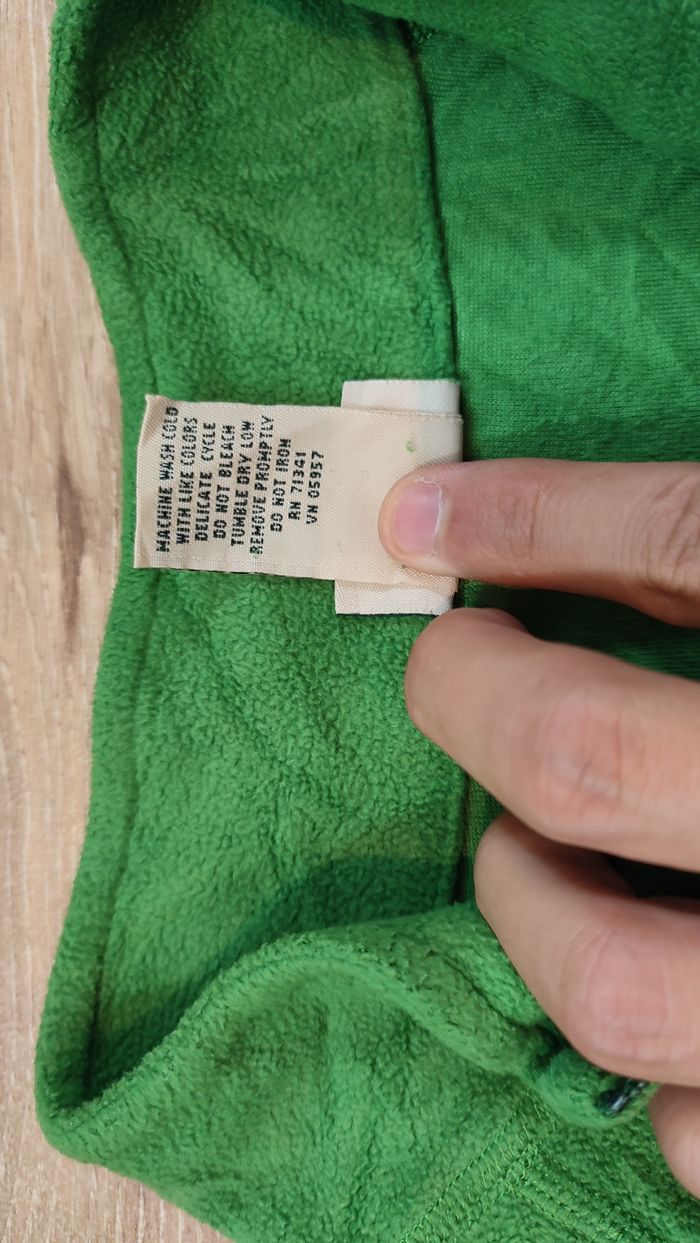 MACHINE WASH COLD
WITH LIKE COLORS
DELICATE CYCLE
DO NOT BLEACH
TUMBLE DRY LOW
REMOVE PROMPTLY
DO NOT IRON
RN 71341
VN 05957